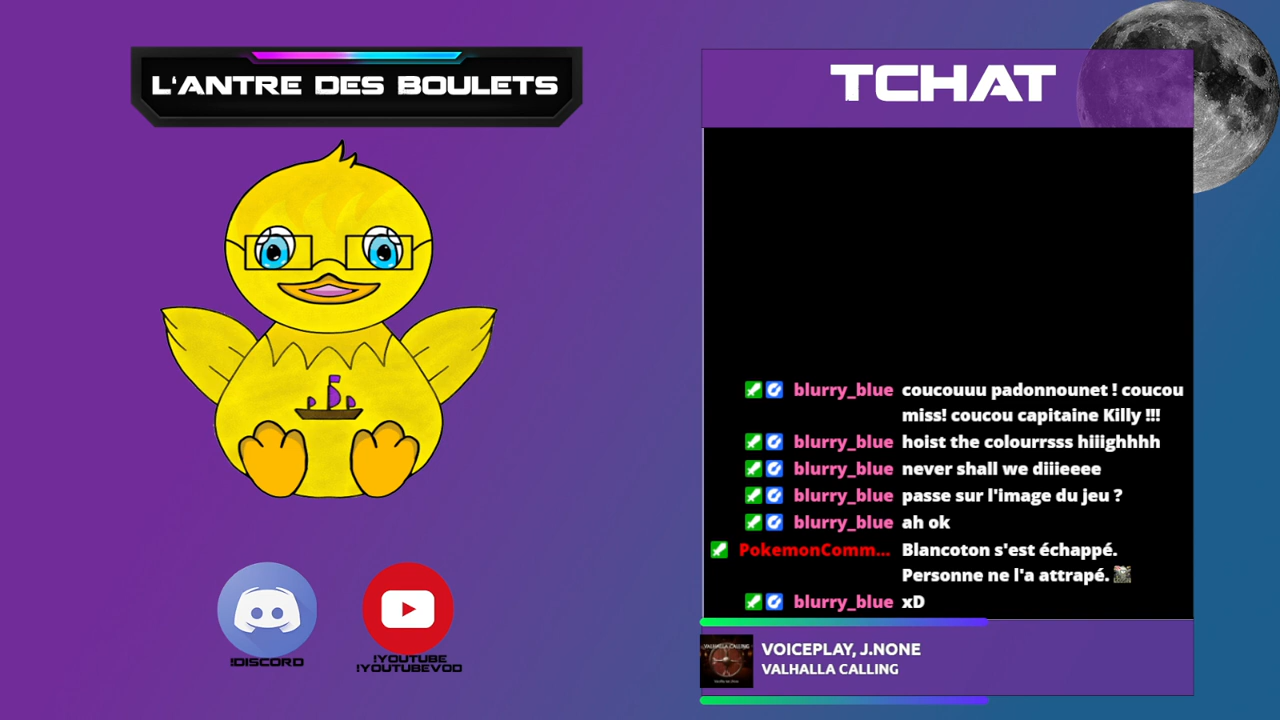 L'ANTRE DES BOULETS
TCHAT
blurry_blue coucouuu padonnounet ! coucou
miss! coucou capitaine Killy !!!
blurry_blue hoist the colourrsss hiiighhhh
blurry_blue never shall we diiieeee
blurry_blue passe sur l'image du jeu ?
blurry_blue ah ok
PokemonComm... Blancoton s'est échappé.
Personne ne l'a attrapé.
blurry_blue xD
!DISCORD
!YOUTUBE
!YOUTUBEVOD
VALHALLA CALLING
VOICEPLAY, J.NONE
VALHALLA CALLING